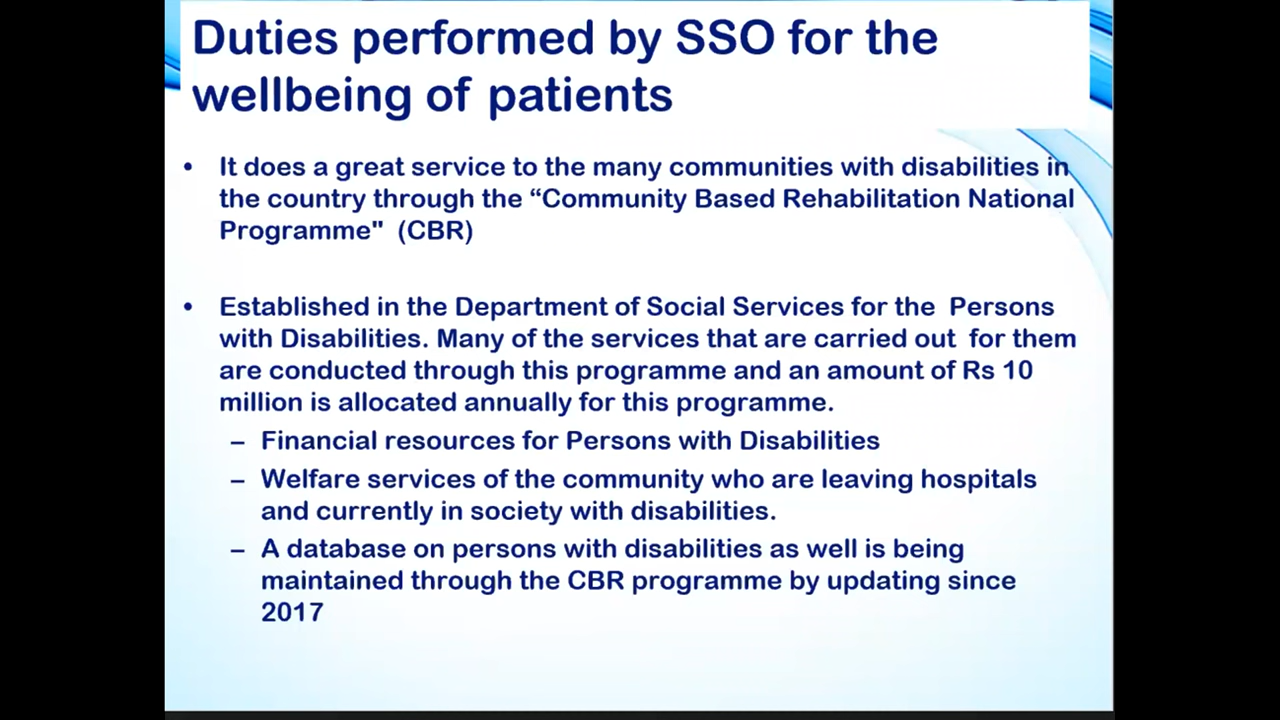 Duties performed by SSO for the
wellbeing of patients
• It does a great service to the many communities with disabilities in
the country through the “Community Based Rehabilitation National
Programme" (CBR)
• Established in the Department of Social Services for the Persons
with Disabilities. Many of the services that are carried out for them
are conducted through this programme and an amount of Rs 10
million is allocated annually for this programme.
– Financial resources for Persons with Disabilities
– Welfare services of the community who are leaving hospitals
and currently in society with disabilities.
– A database on persons with disabilities as well is being
maintained through the CBR programme by updating since
2017